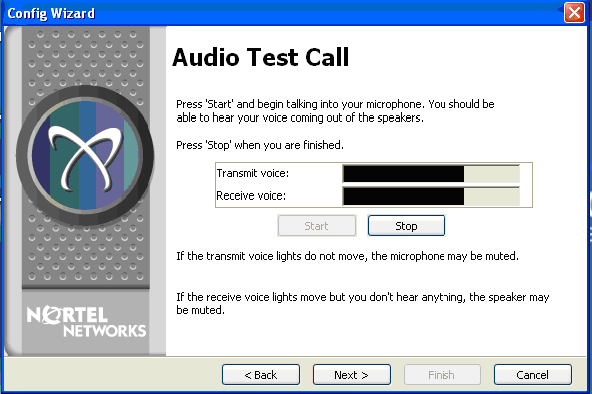 Config Wizard
Audio Test Call
Press 'Start' and begin talking into your microphone. You should be
able to hear your voice coming out of the speakers.
Press 'Stop' when you are finished.
Transmit voice:
Receive voice:
Start
Stop
If the transmit voice lights do not move, the microphone may be muted.
If the receive voice lights move but you don't hear anything, the speaker may
be muted.
NORTEL
NETWORKS
< Back
Next >
Finish
Cancel